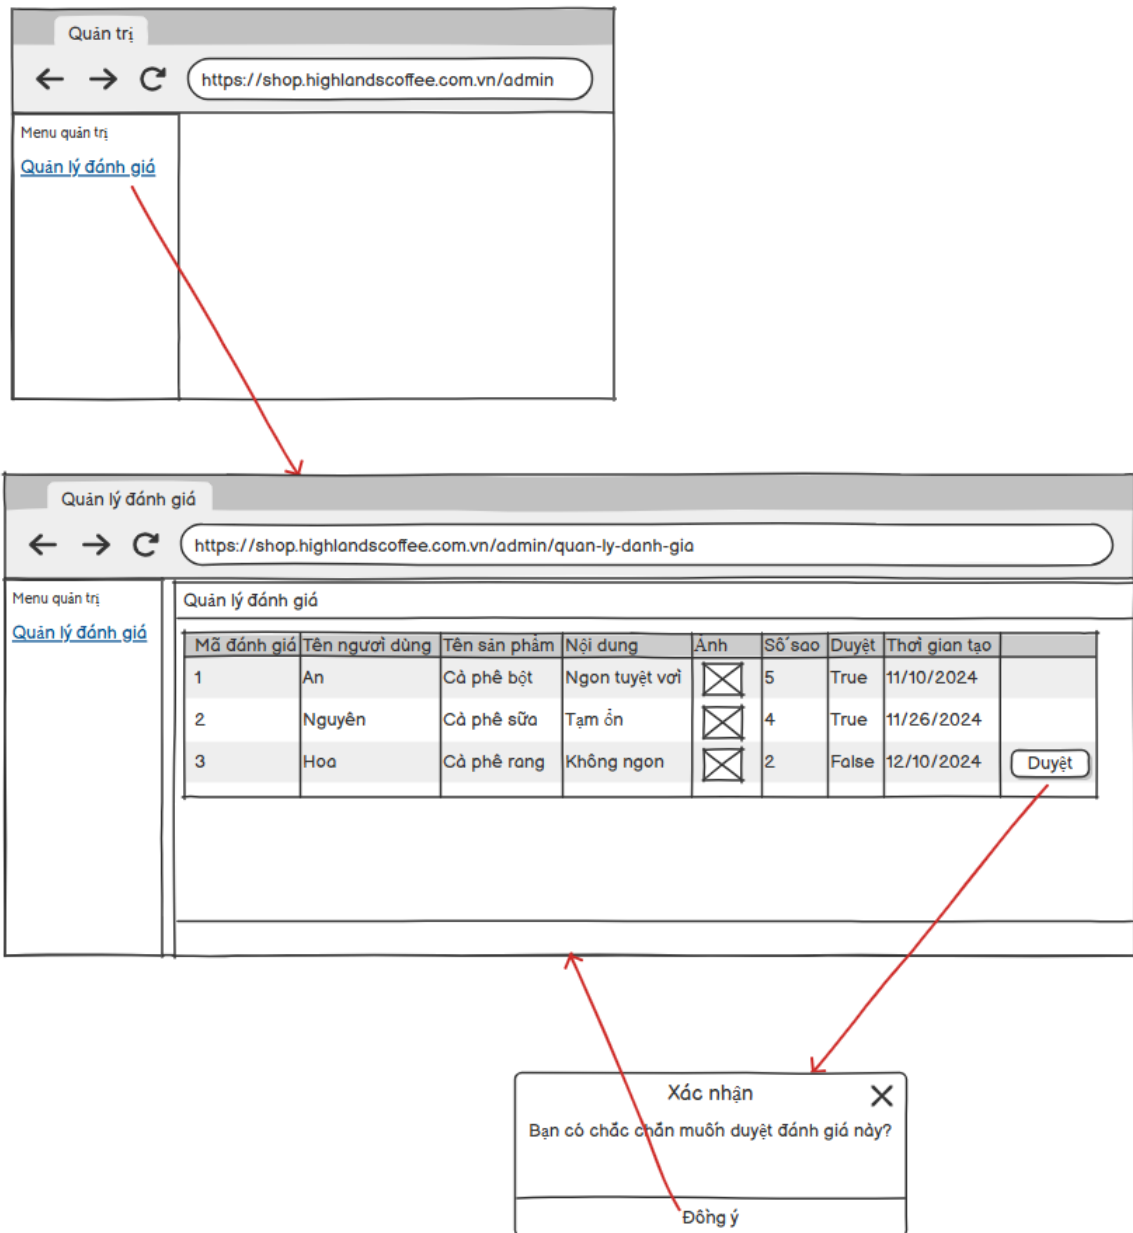 Quản trị
https://shop.highlandscoffee.com.vn/admin
Menu quản trị
Quản lý đánh giá
Quản lý đánh giá
https://shop.highlandscoffee.com.vn/admin/quan-ly-danh-gia
Menu quản trị
Quản lý đánh giá
Quản lý đánh giá
Mã đánh giá Tên người dùng Tên sản phẩm Nội dung Ảnh Số sao Duyệt Thời gian tạo
1 An Cà phê bột Ngon tuyệt vời 5 True 11/10/2024
2 Nguyên Cà phê sữa Tạm ổn 4 True 11/26/2024
3 Hoa Cà phê rang Không ngon 2 False 12/10/2024 Duyệt
Xác nhận
Bạn có chắc chắn muốn duyệt đánh giá này?
Đồng ý